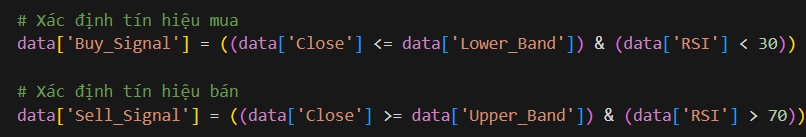 # Xác định tín hiệu mua
data['Buy_Signal'] = ((data['Close'] <= data['Lower_Band']) & (data['RSI'] < 30))
# Xác định tín hiệu bán
data['Sell_Signal'] = ((data['Close'] >= data['Upper_Band']) & (data['RSI'] > 70))